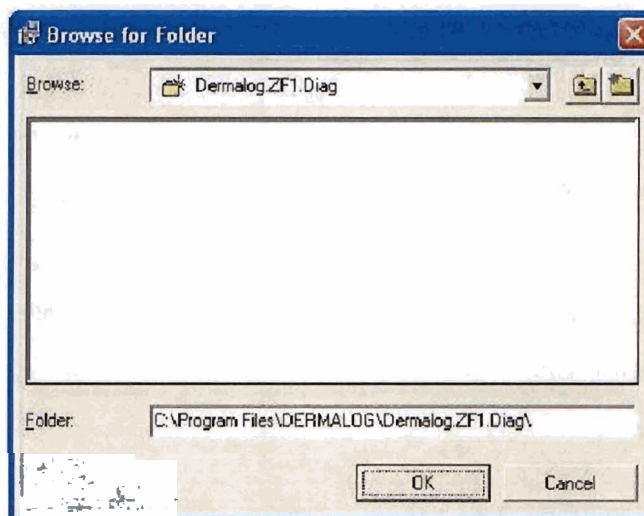 Browse for Folder
Browse:
Dermalog.ZF1.Diag
Folder:
C:\Program Files\DERMALOG\Dermalog.ZF1.Diag\
OK
Cancel